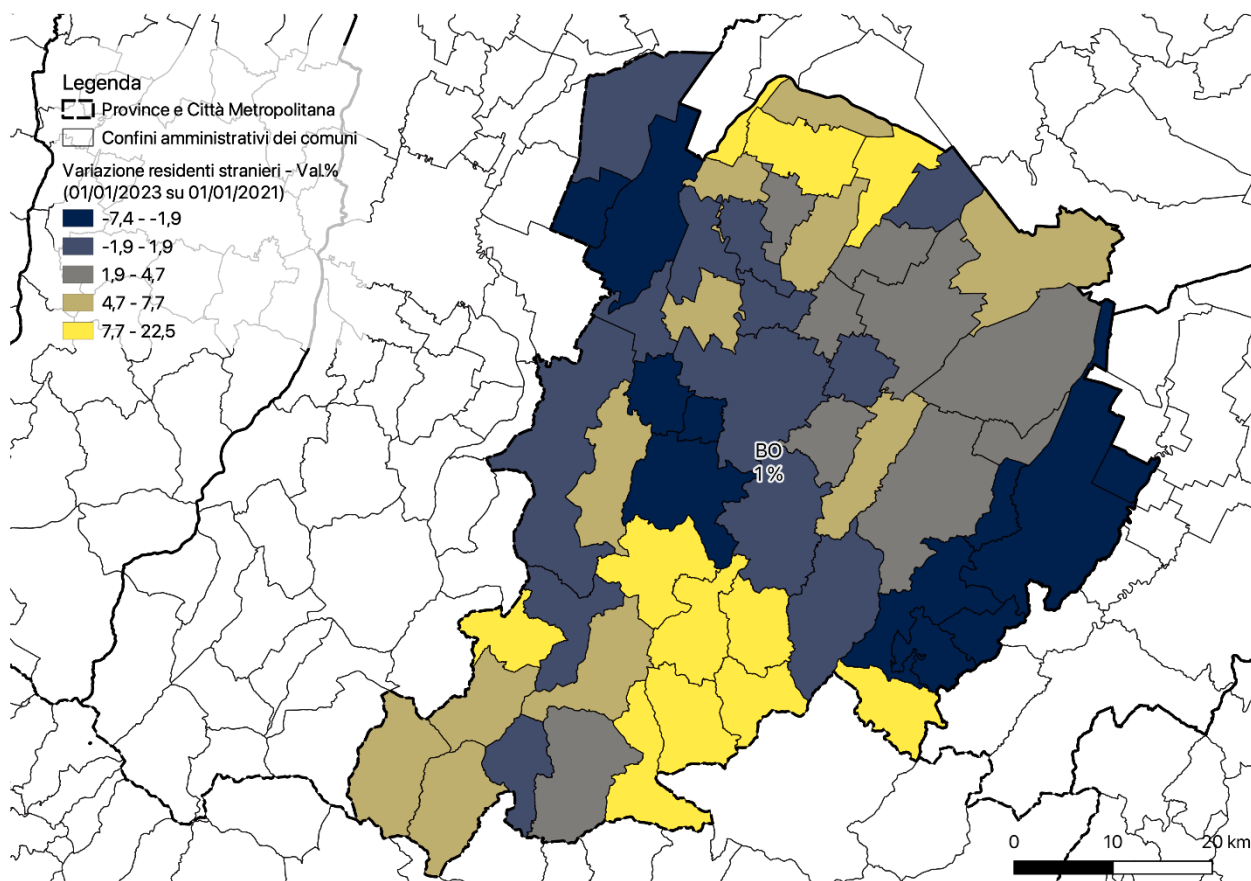 Legenda
Province e Città Metropolitana
Confini amministrativi dei comuni
Variazione residenti stranieri - Val.%
(01/01/2023 su 01/01/2021)
-7,4 - -1,9
-1,9 - 1,9
1,9 - 4,7
4,7 - 7,7
7,7 - 22,5
BO
1 %
0 10 20 km